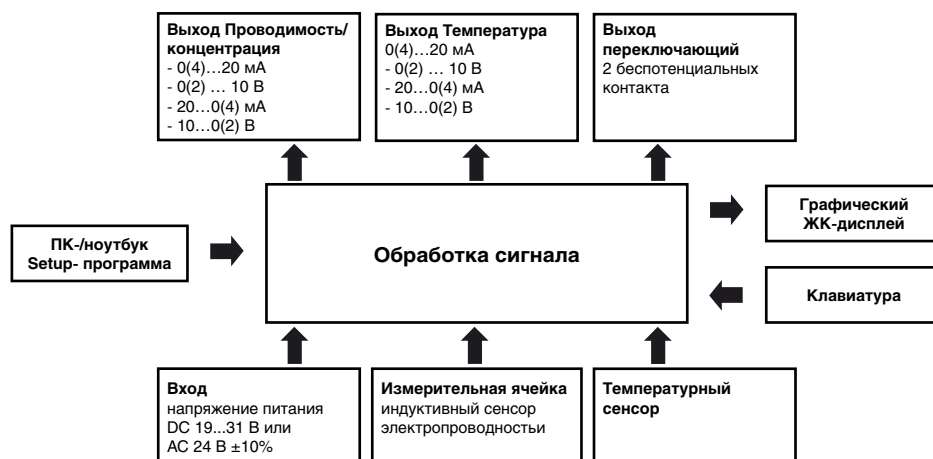 Выход Проводимость/
концентрация
- 0(4)...20 мА
- 0(2) ... 10 В
- 20...0(4) мА
- 10...0(2) В
Выход Температура
0(4)...20 мА
- 0(2) ... 10 В
- 20...0(4) мА
- 10...0(2) В
Выход
переключающий
2 беспотенциальных
контакта
ПК-/ноутбук
Setup- программа
Обработка сигнала
Графический
ЖК-дисплей
Клавиатура
Вход
напряжение питания
DC 19...31 В или
AC 24 В ±10%
Измерительная ячейка
индуктивный сенсор
электропроводностьи
Температурный
сенсор